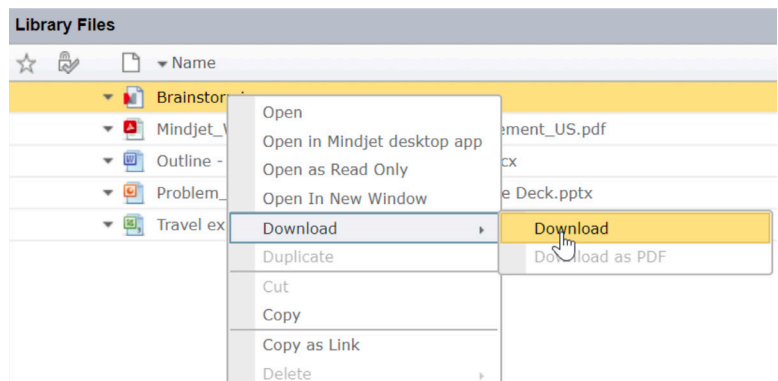 Library Files
Name
Brainstor
Open
Mindjet_ ement_US.pdf
Open in Mindjet desktop app
Outline - cx
Open as Read Only
Problem_ e Deck.pptx
Open In New Window
Travel ex Download Download
Duplicate Download as PDF
Cut
Copy
Copy as Link
Delete